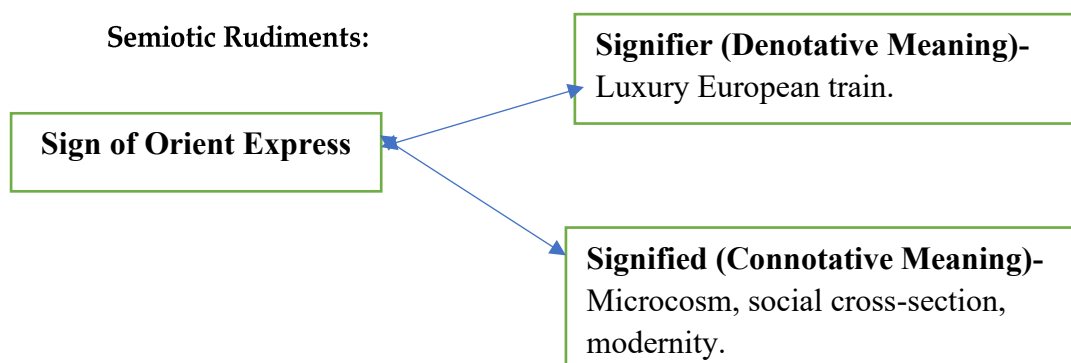 Semiotic Rudiments:
Signifier (Denotative Meaning)-
Luxury European train.
Sign of Orient Express
Signified (Connotative Meaning)-
Microcosm, social cross-section,
modernity.